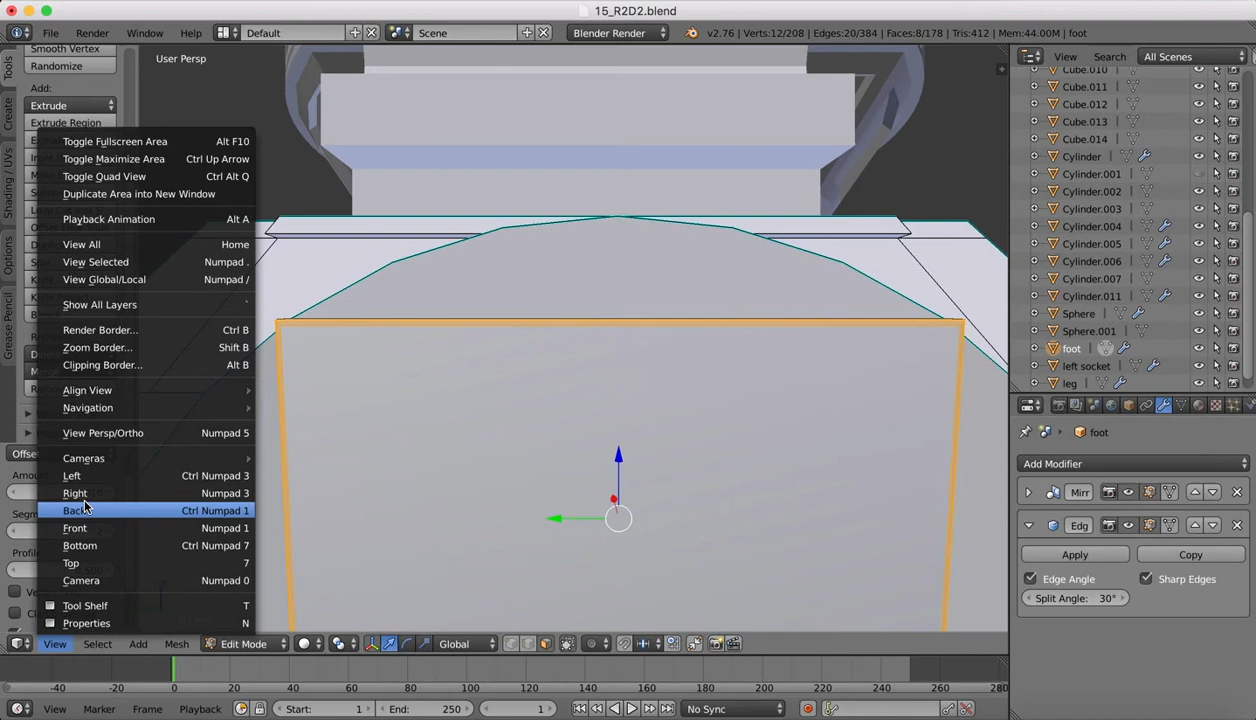 15_R2D2.blend
File
Render
Window
Help
Default
Scene
Blender Render
v2.76 | Verts:12/208 | Edges:20/384 | Faces:8/178 | Tris:412 | Mem:44.00M | foot
View
Search
All Scenes
Smooth Vertex
Randomize
Add:
Extrude
Extrude Region
Tools
Create
Shading / UVs
Options
Grease Pencil
User Persp
Toggle Fullscreen Area Alt F10
Toggle Maximize Area Ctrl Up Arrow
Toggle Quad View Ctrl Alt Q
Duplicate Area into New Window
Playback Animation Alt A
View All Home
View Selected Numpad .
View Global/Local Numpad /
Show All Layers `
Render Border... Ctrl B
Zoom Border... Shift B
Clipping Border... Alt B
Align View
Navigation
View Persp/Ortho Numpad 5
Cameras
Left Ctrl Numpad 3
Right Numpad 3
Back Ctrl Numpad 1
Front Numpad 1
Bottom Ctrl Numpad 7
Top 7
Camera Numpad 0
Tool Shelf T
Properties N
Cube.010
Cube.011
Cube.012
Cube.013
Cube.014
Cylinder
Cylinder.001
Cylinder.002
Cylinder.003
Cylinder.004
Cylinder.005
Cylinder.006
Cylinder.007
Cylinder.011
Sphere
Sphere.001
foot
left socket
leg
foot
Add Modifier
Mirr
Edg
Apply
Copy
Edge Angle
Sharp Edges
Split Angle: 30°
View
Select
Add
Mesh
Edit Mode
Global
-40 -20 0 20 40 60 80 100 120 140 160 180 200 220 240 260 280
View
Marker
Frame
Playback
Start: 1
End: 250
1
No Sync